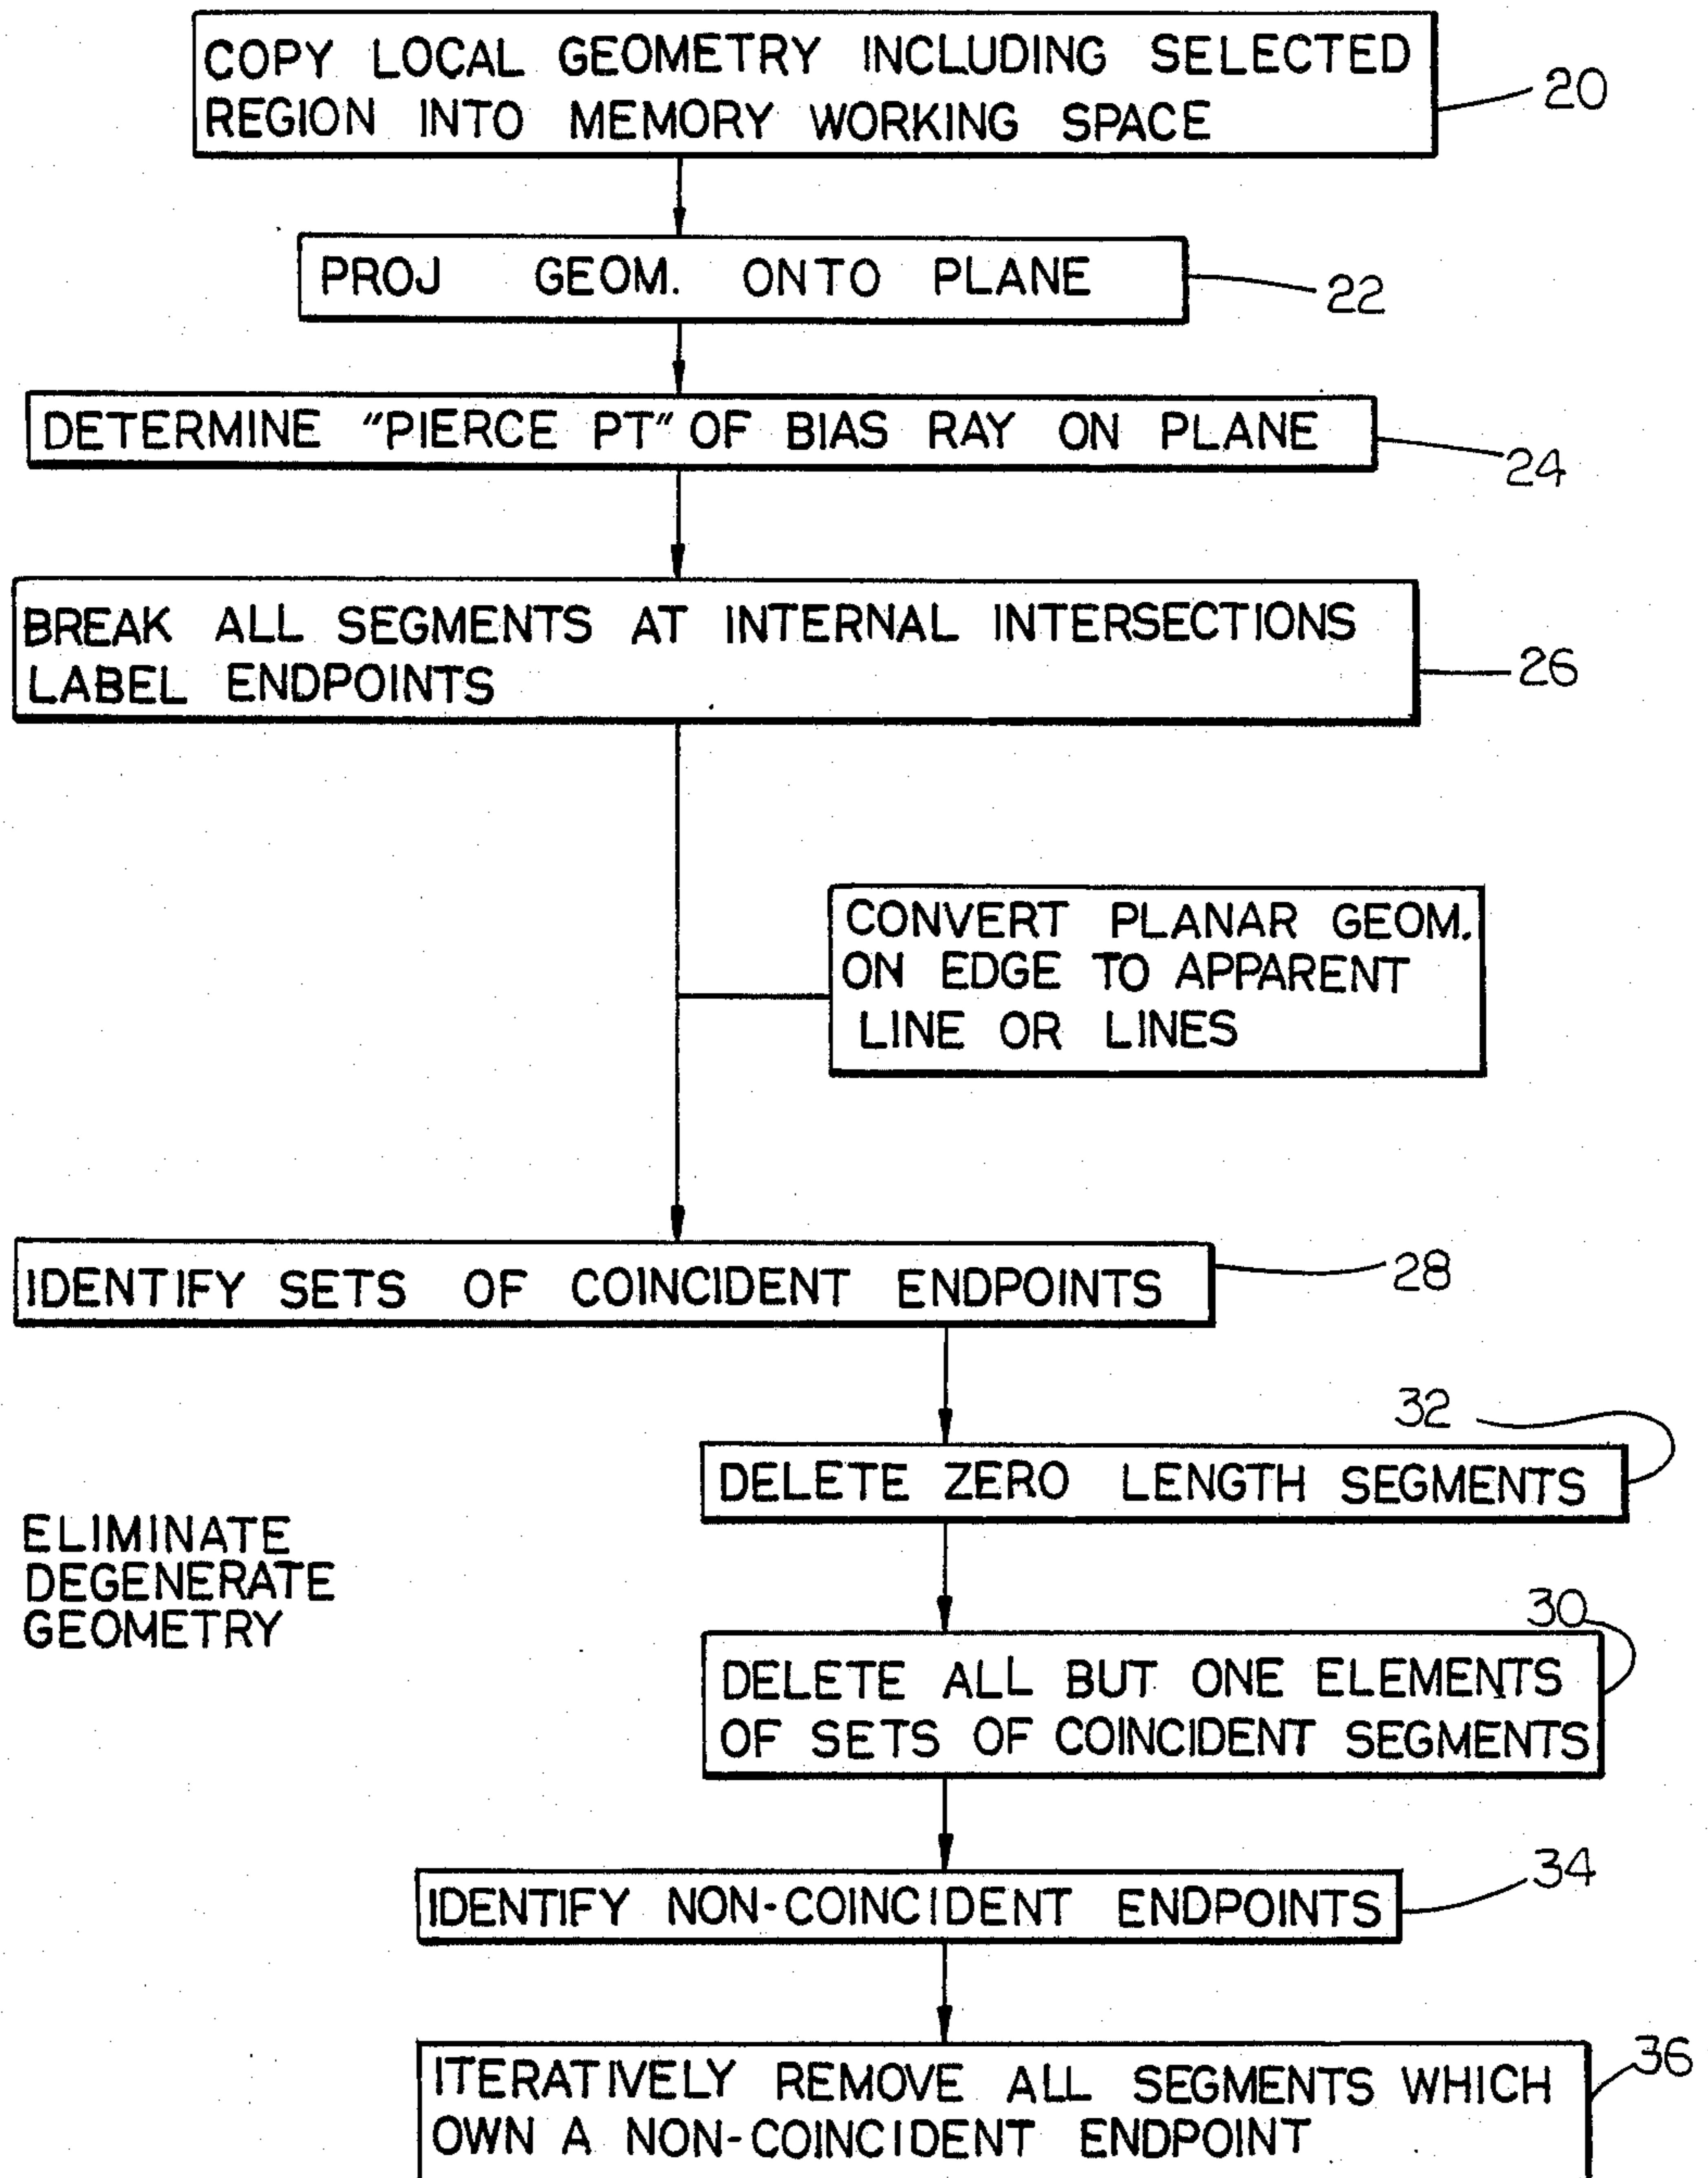 COPY LOCAL GEOMETRY INCLUDING SELECTED
REGION INTO MEMORY WORKING SPACE
20
PROJ GEOM. ONTO PLANE
22
DETERMINE "PIERCE PT" OF BIAS RAY ON PLANE
24
BREAK ALL SEGMENTS AT INTERNAL INTERSECTIONS
LABEL ENDPOINTS
26
CONVERT PLANAR GEOM.
ON EDGE TO APPARENT
LINE OR LINES
IDENTIFY SETS OF COINCIDENT ENDPOINTS
28
32
DELETE ZERO LENGTH SEGMENTS
ELIMINATE
DEGENERATE
GEOMETRY
30
DELETE ALL BUT ONE ELEMENTS
OF SETS OF COINCIDENT SEGMENTS
34
IDENTIFY NON-COINCIDENT ENDPOINTS
36
ITERATIVELY REMOVE ALL SEGMENTS WHICH
OWN A NON-COINCIDENT ENDPOINT